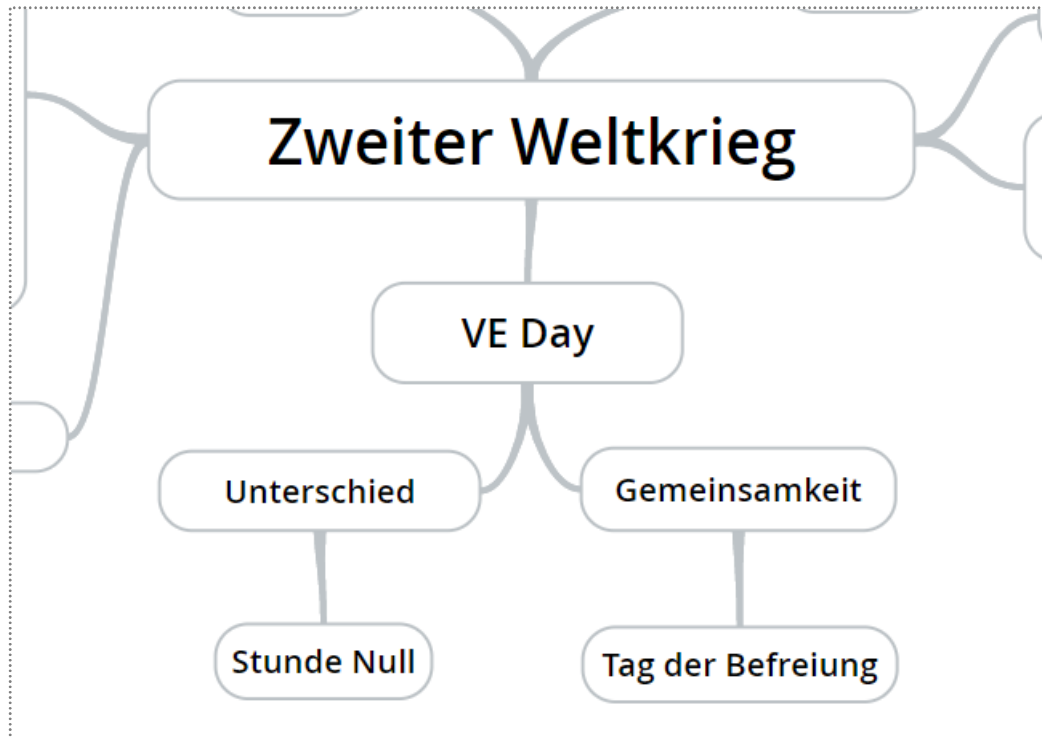 Zweiter Weltkrieg
VE Day
Unterschied
Gemeinsamkeit
Stunde Null
Tag der Befreiung